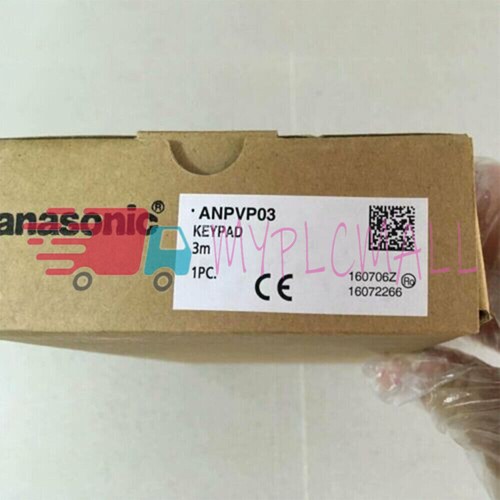 anasonic®
· ANPVP03
KEYPAD
3m
1PC.
CE
160706Z
16072266
MYPLCMALL